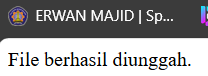 ERWAN MAJID | Sp...
File berhasil diunggah.